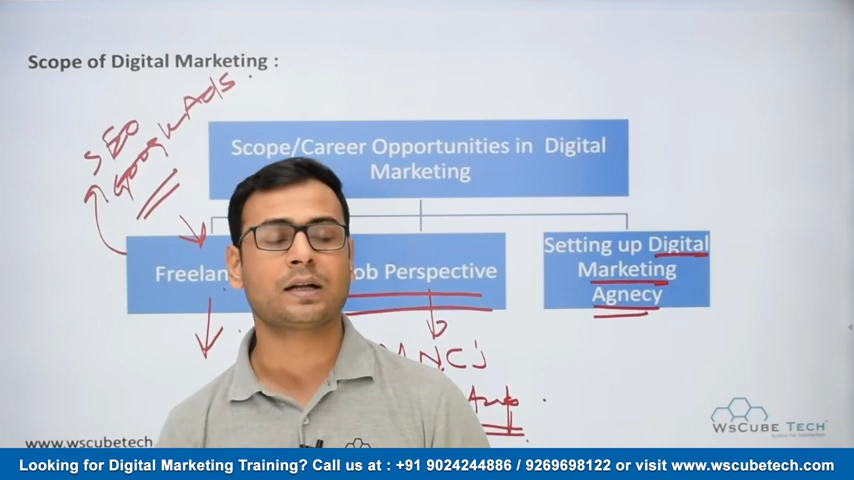 Scope of Digital Marketing :
SEO
Google Ads
Scope/Career Opportunities in Digital
Marketing
Freelan
ob Perspective
Setting up Digital
Marketing
Agnecy
MNC's
WsCube Tech
www.wscubetech
Looking for Digital Marketing Training? Call us at : +91 9024244886 / 9269698122 or visit www.wscubetech.com